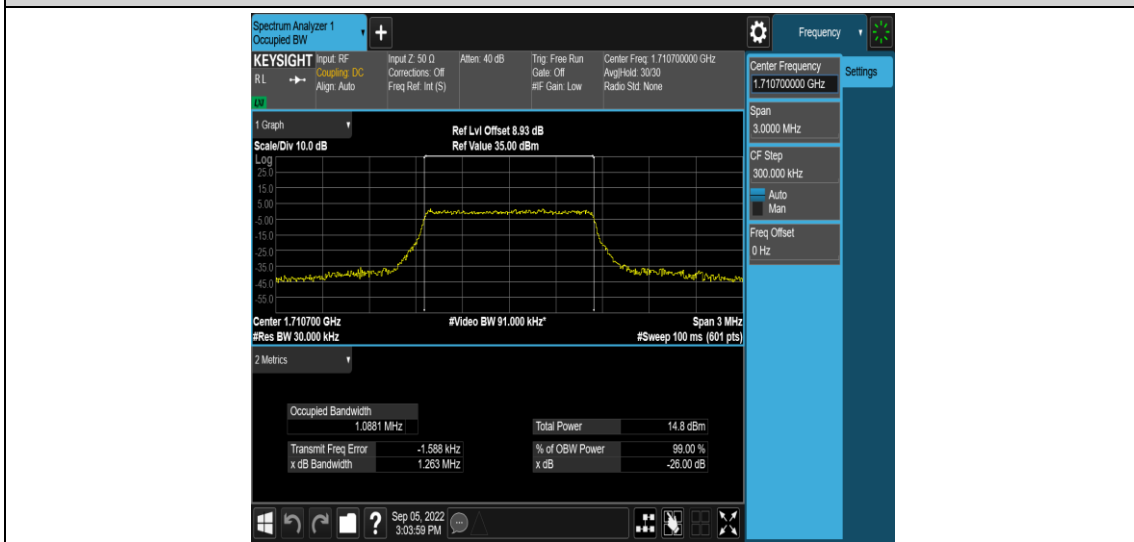 Spectrum Analyzer 1
Occupied BW
Frequency
KEYSIGHT
RL
Input: RF
Coupling: DC
Align: Auto
Input Z: 50 Ω
Corrections: Off
Freq Ref: Int (S)
Atten: 40 dB
Trig: Free Run
Gate: Off
#IF Gain: Low
Center Freq: 1.710700000 GHz
Avg|Hold: 30/30
Radio Std: None
Center Frequency
1.710700000 GHz
Settings
Span
3.0000 MHz
CF Step
300.000 kHz
Auto
Man
Freq Offset
0 Hz
1 Graph
Scale/Div 10.0 dB
Ref Lvl Offset 8.93 dB
Ref Value 35.00 dBm
Log
25.0
15.0
5.00
-5.00
-15.0
-25.0
-35.0
-45.0
-55.0
Center 1.710700 GHz
#Video BW 91.000 kHz*
Span 3 MHz
#Res BW 30.000 kHz
#Sweep 100 ms (601 pts)
2 Metrics
Occupied Bandwidth
1.0881 MHz
Total Power 14.8 dBm
Transmit Freq Error -1.588 kHz
% of OBW Power 99.00 %
x dB Bandwidth 1.263 MHz
x dB -26.00 dB
?
Sep 05, 2022
3:03:59 PM